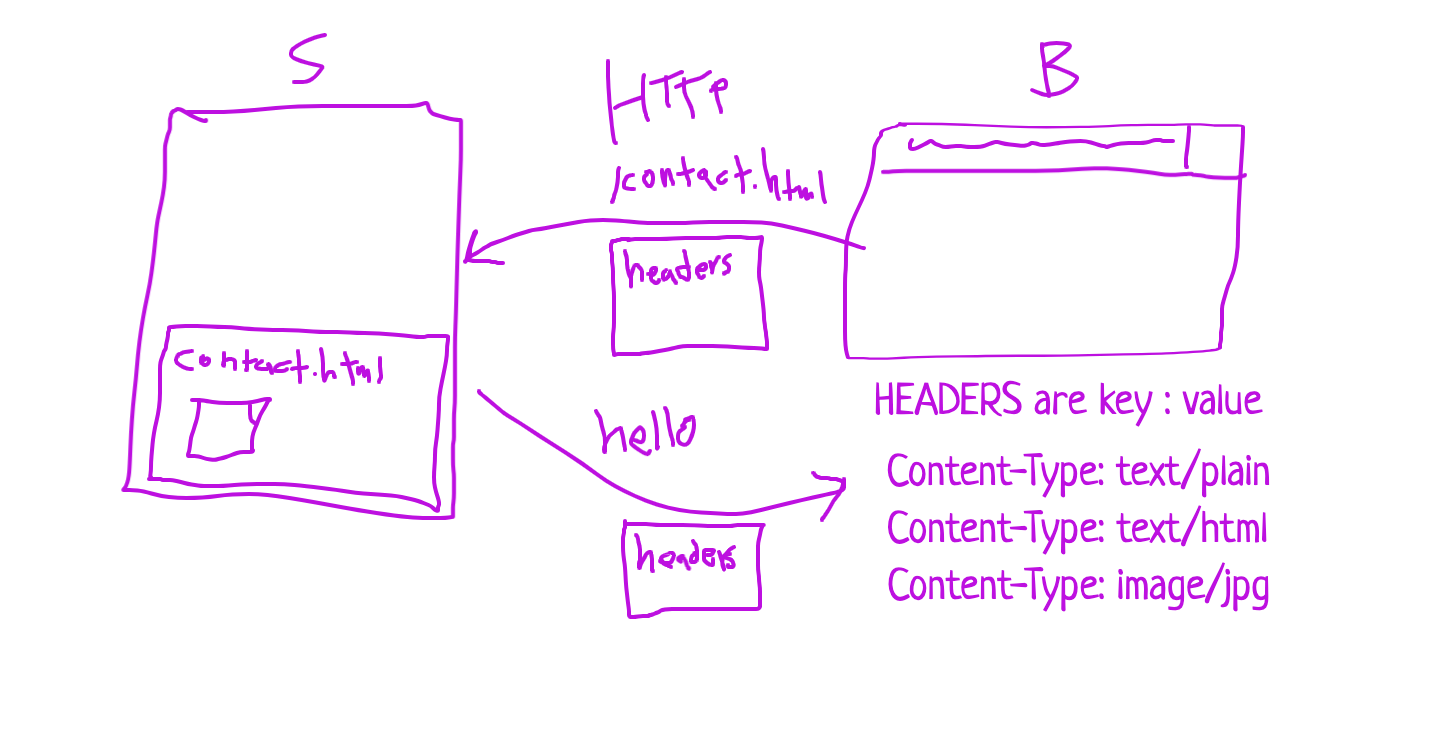 S
HTTP
B
/contact.html
headers
contact.html
hello
headers
HEADERS are key : value
Content-Type: text/plain
Content-Type: text/html
Content-Type: image/jpg